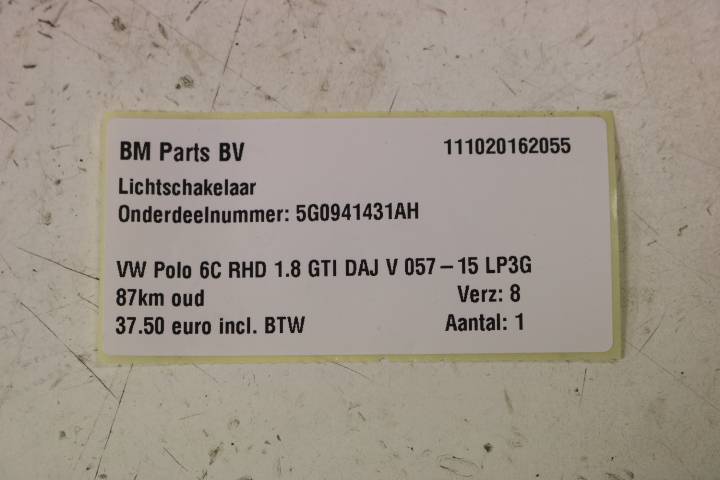 BM Parts BV 111020162055
Lichtschakelaar
Onderdeelnummer: 5G0941431AH
VW Polo 6C RHD 1.8 GTI DAJ V 057 – 15 LP3G
87km oud Verz: 8
37.50 euro incl. BTW Aantal: 1